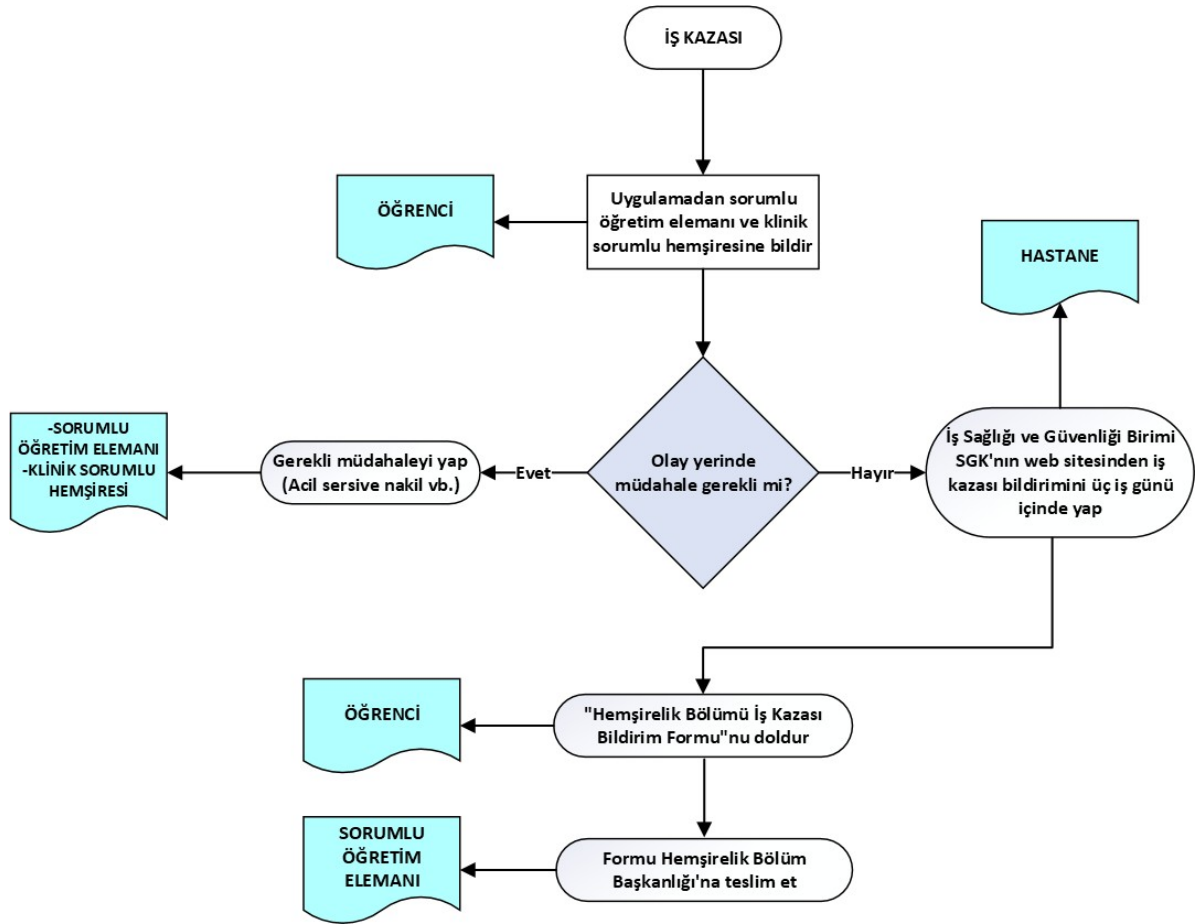 İŞ KAZASI
ÖĞRENCİ
Uygulamadan sorumlu
öğretim elemanı ve klinik
sorumlu hemşiresine bildir
HASTANE
-SORUMLU
ÖĞRETİM ELEMANI
-KLİNİK SORUMLU
HEMŞİRESİ
Gerekli müdahaleyi yap
(Acil sersive nakil vb.)
Evet
Olay yerinde
müdahale gerekli mi?
Hayır
İş Sağlığı ve Güvenliği Birimi
SGK'nın web sitesinden iş
kazası bildirimini üç iş günü
içinde yap
ÖĞRENCİ
"Hemşirelik Bölümü İş Kazası
Bildirim Formu"nu doldur
SORUMLU
ÖĞRETİM
ELEMANI
Formu Hemşirelik Bölüm
Başkanlığı'na teslim et